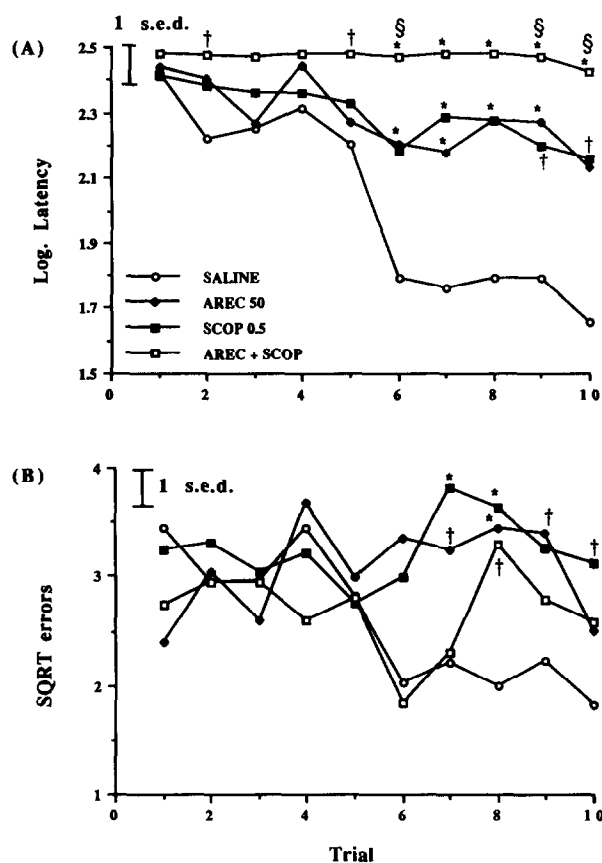 1 s.e.d.
(A)
† † § § §
* * * * *
2.5
2.3
2.1
1.9
1.7
1.5
Log. Latency
* * * *
* † †
SALINE
AREC 50
SCOP 0.5
AREC + SCOP
0 2 4 6 8 10
(B)
1 s.e.d.
4
3
2
1
SQRT errors
* *
† * † †
†
0 2 4 6 8 10
Trial